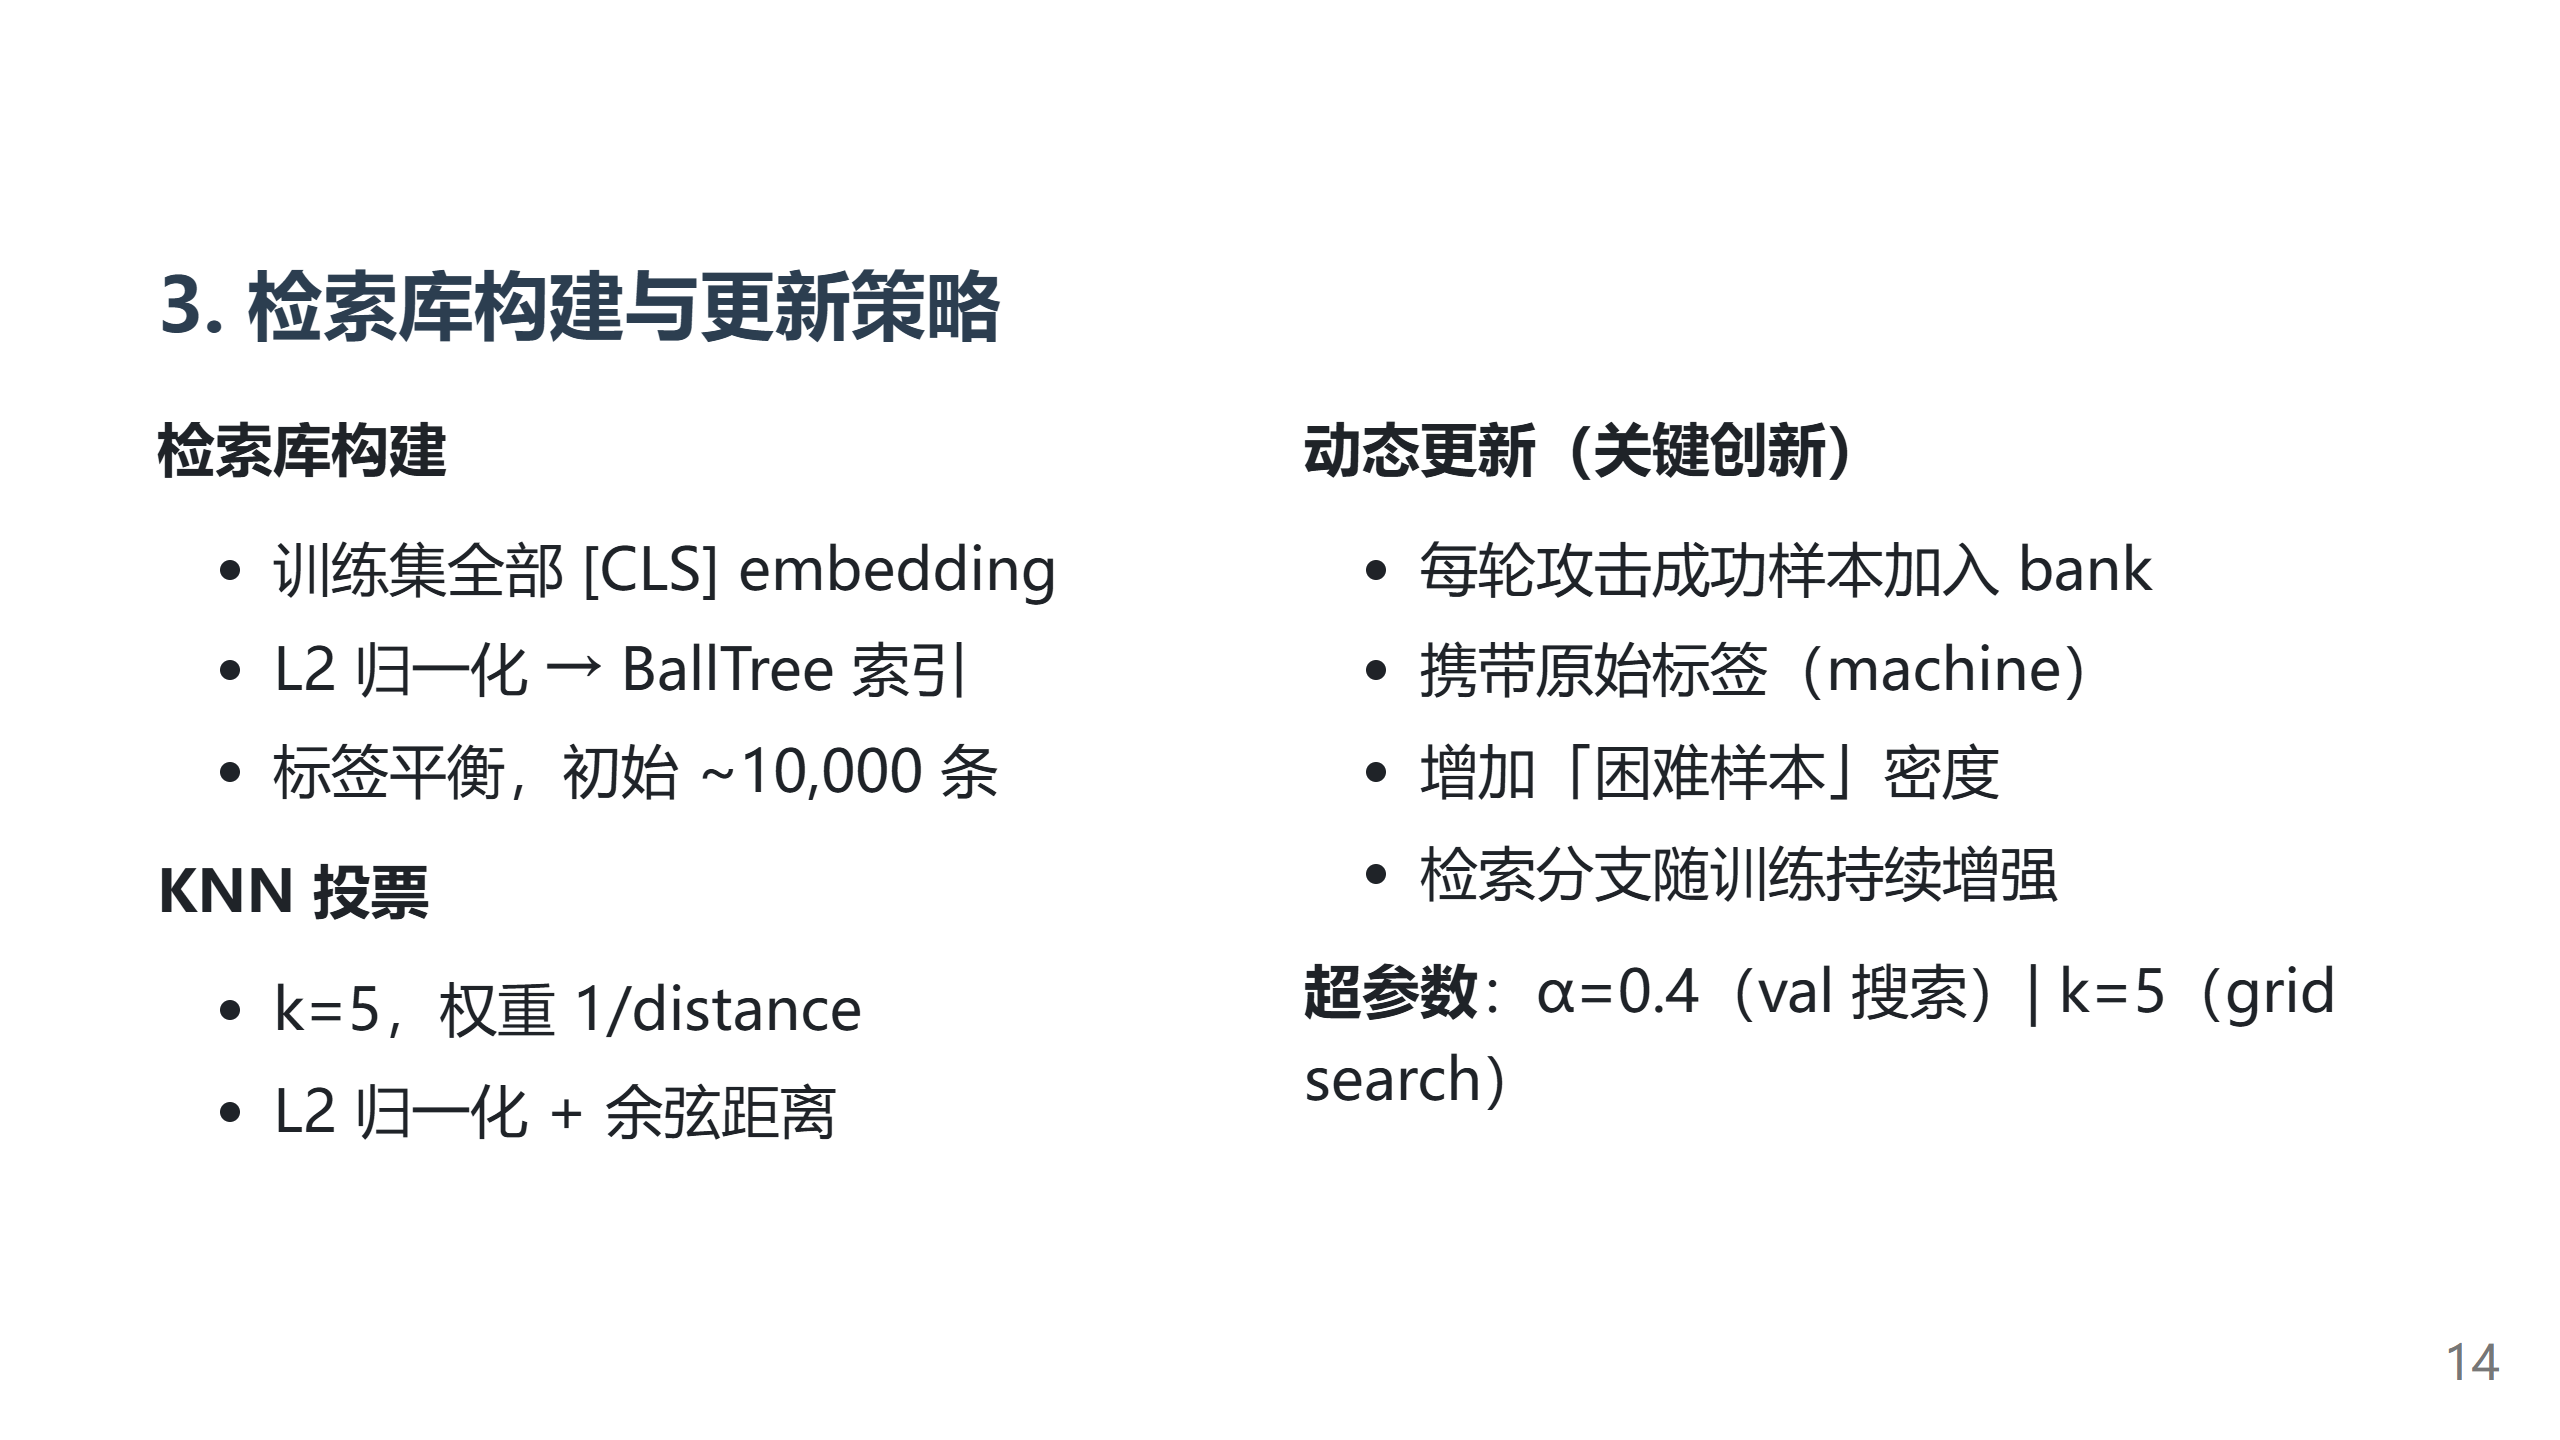 3. 检索库构建与更新策略
检索库构建
• 训练集全部 [CLS] embedding
• L2 归一化 → BallTree 索引
• 标签平衡，初始 ~10,000 条
KNN 投票
• k=5，权重 1/distance
• L2 归一化 + 余弦距离
动态更新（关键创新）
• 每轮攻击成功样本加入 bank
• 携带原始标签（machine）
• 增加「困难样本」密度
• 检索分支随训练持续增强
超参数：α=0.4（val 搜索）| k=5（grid
search）
14